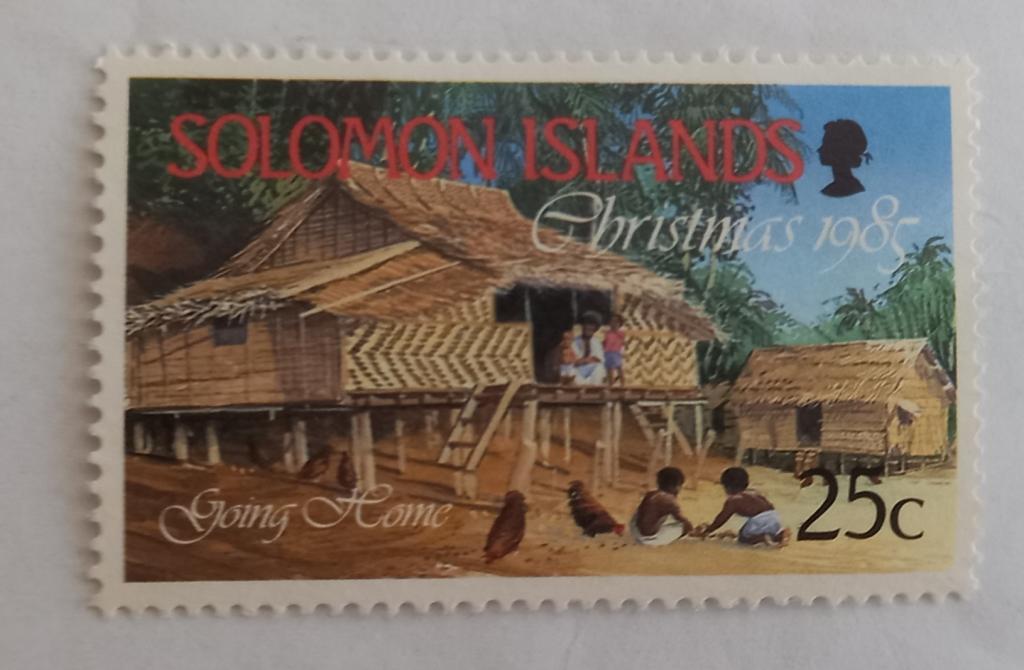 SOLOMON ISLANDS
Christmas 1985
Going Home
25c